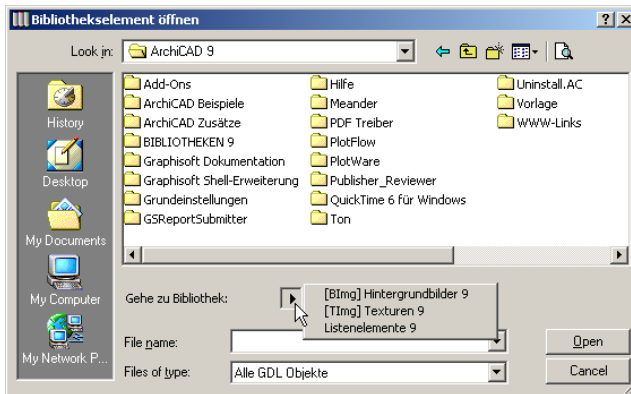 Bibliothekselement öffnen
Look in: ArchiCAD 9
History
Desktop
My Documents
My Computer
My Network P...
Add-Ons
ArchiCAD Beispiele
ArchiCAD Zusätze
BIBLIOTHEKEN 9
Graphisoft Dokumentation
Graphisoft Shell-Erweiterung
Grundeinstellungen
GSReportSubmitter
Hilfe
Meander
PDF Treiber
PlotFlow
PlotWare
Publisher_Reviewer
QuickTime 6 für Windows
Ton
Uninstall.AC
Vorlage
WWW-Links
Gehe zu Bibliothek:
[BImg] Hintergrundbilder 9
[TImg] Texturen 9
Listenelemente 9
File name:
Open
Files of type: Alle GDL Objekte
Cancel